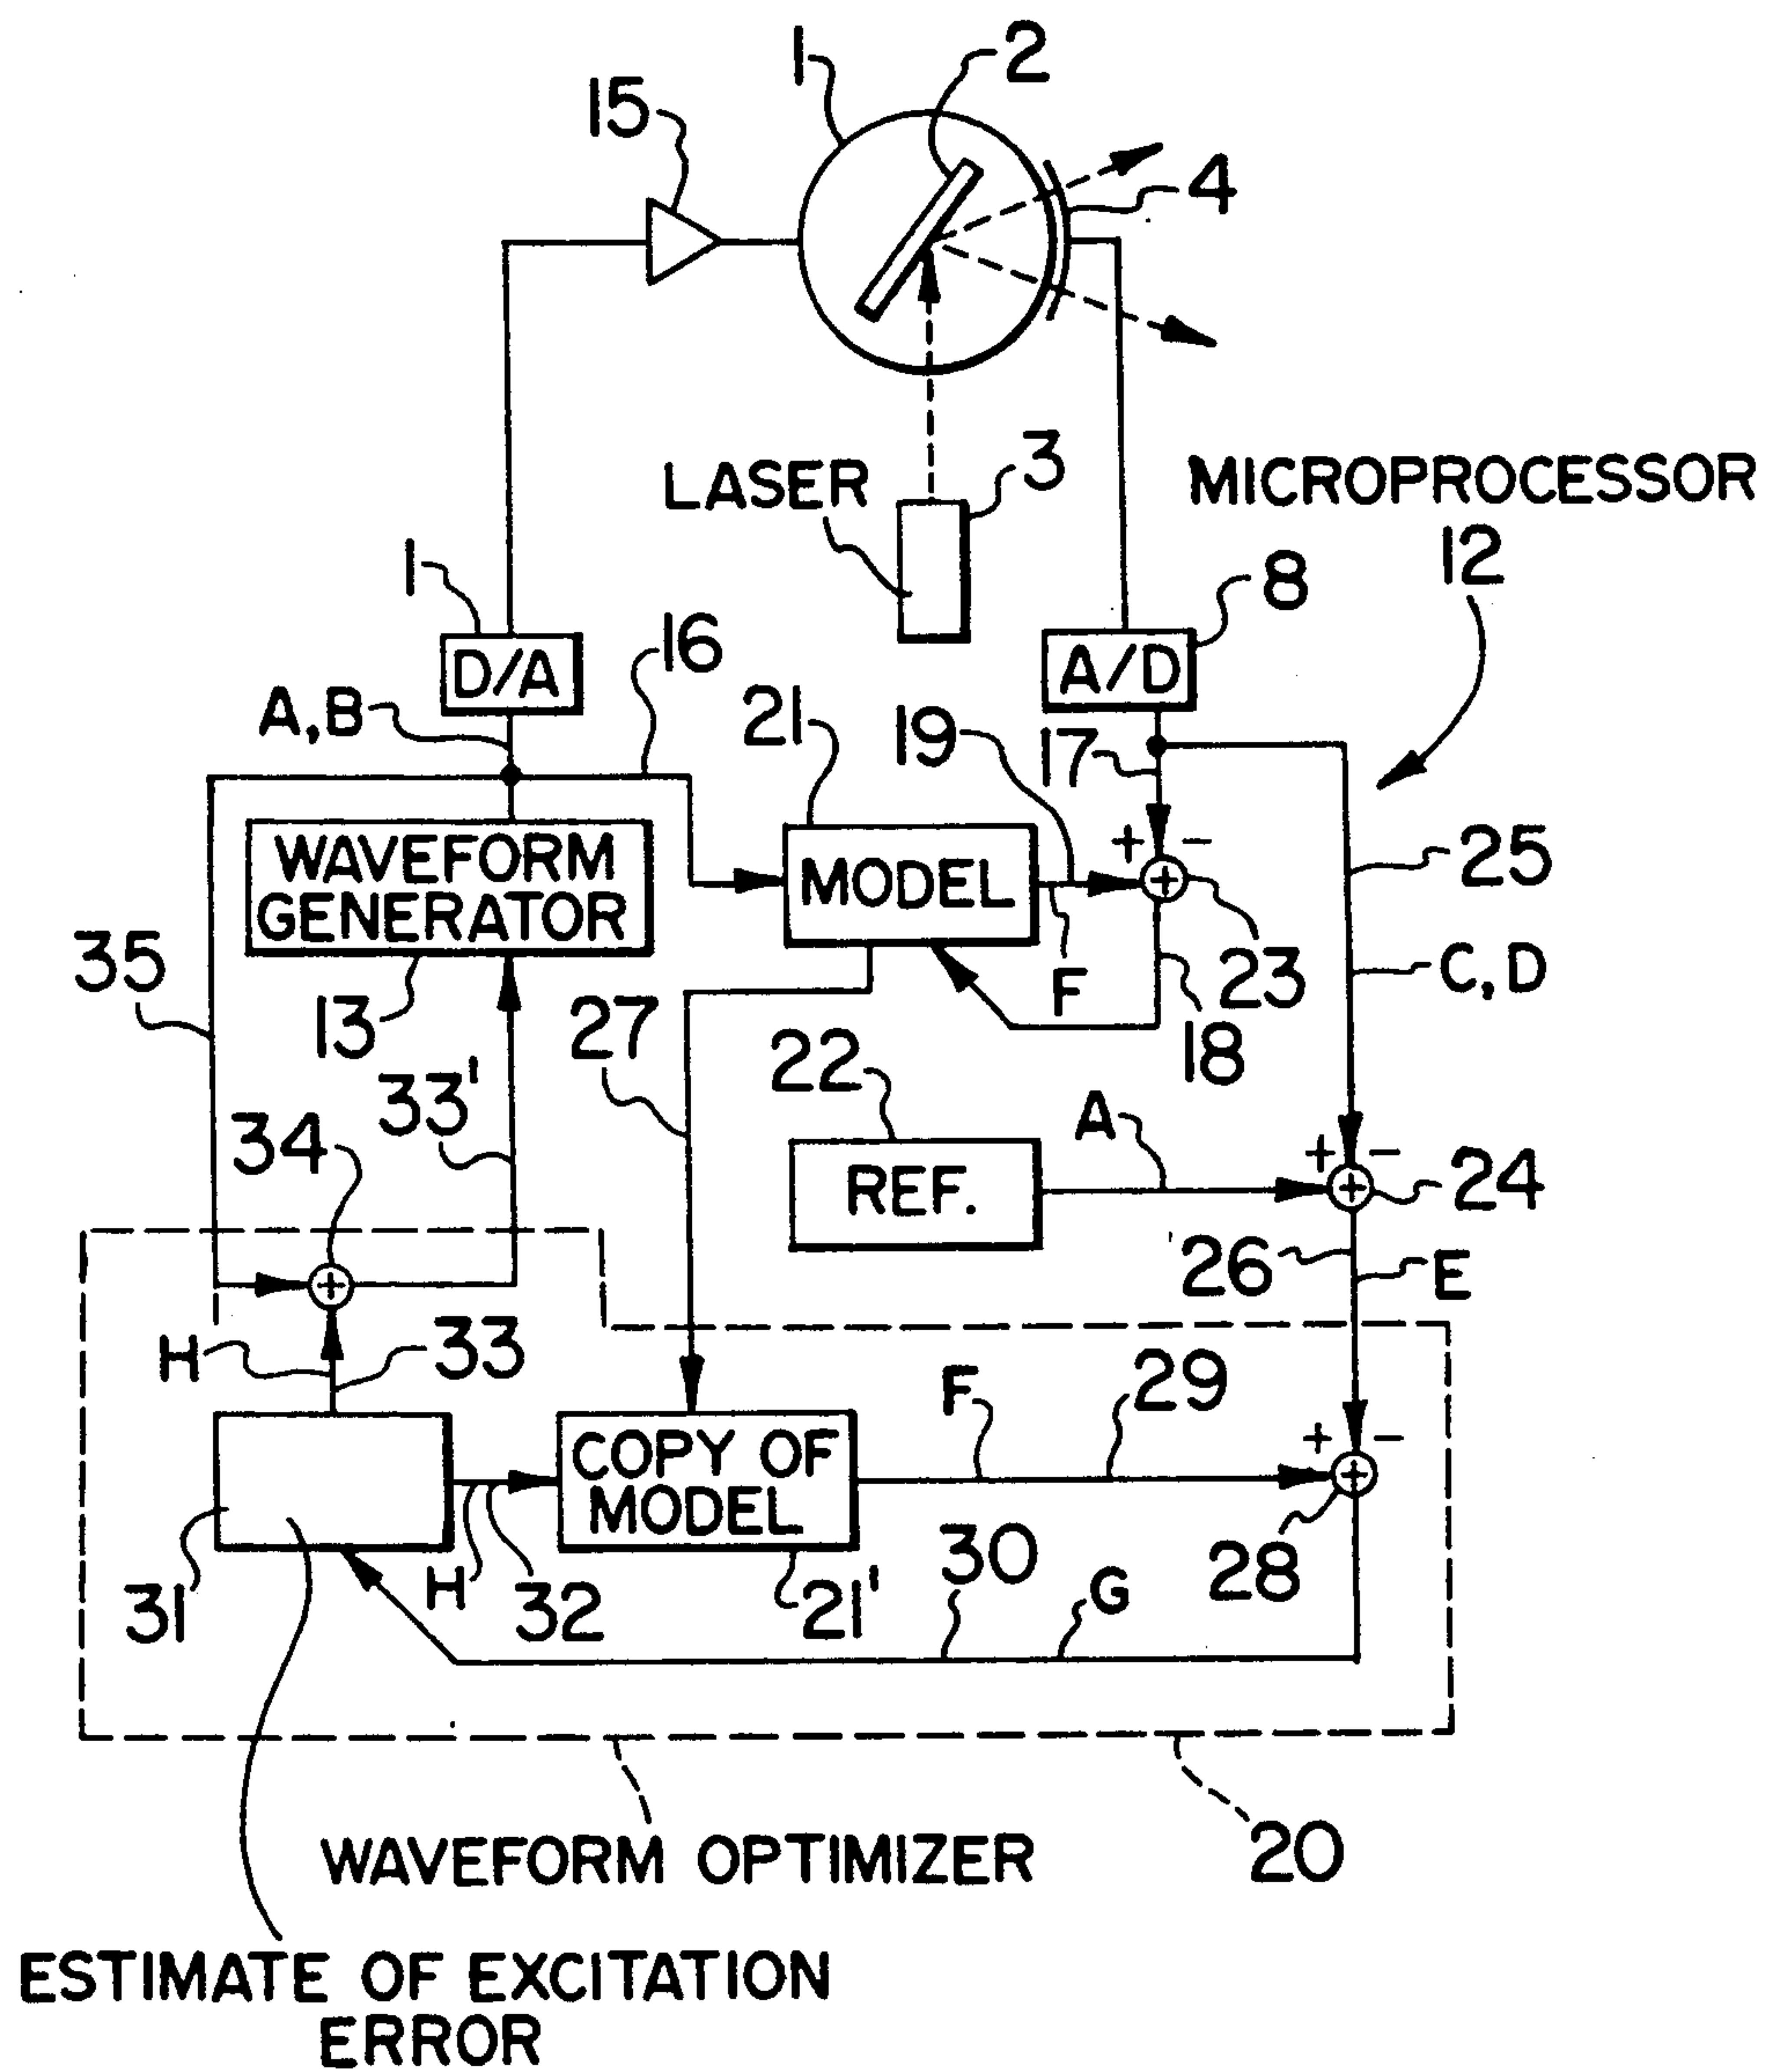 1
2
15
4
LASER
3
MICROPROCESSOR
12
1
D/A
16
8
A/D
A,B
21
19
17
+ -
WAVEFORM
GENERATOR
MODEL
+
23
25
35
13
27
F
18
C,D
33'
22
REF.
A
+ -
+
24
34
+
26
E
H
33
F
29
+ -
+
28
31
COPY OF
MODEL
H
32
21'
30
G
WAVEFORM OPTIMIZER
20
ESTIMATE OF EXCITATION
ERROR